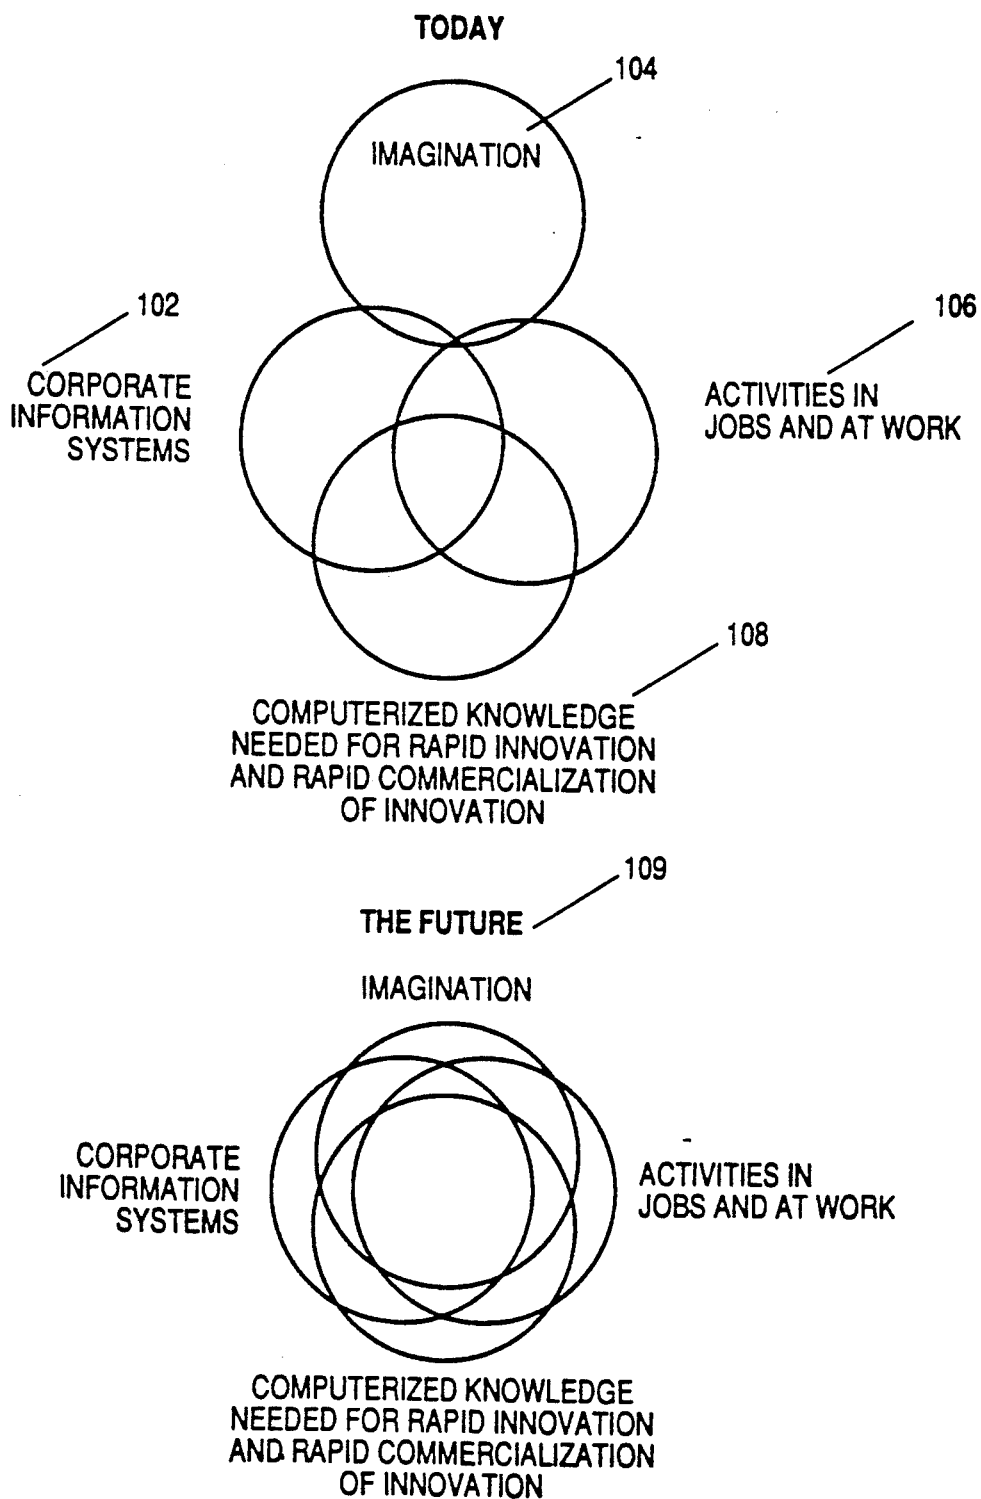 TODAY
104
IMAGINATION
102
106
CORPORATE
INFORMATION
SYSTEMS
ACTIVITIES IN
JOBS AND AT WORK
108
COMPUTERIZED KNOWLEDGE
NEEDED FOR RAPID INNOVATION
AND RAPID COMMERCIALIZATION
OF INNOVATION
109
THE FUTURE
IMAGINATION
CORPORATE
INFORMATION
SYSTEMS
ACTIVITIES IN
JOBS AND AT WORK
COMPUTERIZED KNOWLEDGE
NEEDED FOR RAPID INNOVATION
AND RAPID COMMERCIALIZATION
OF INNOVATION